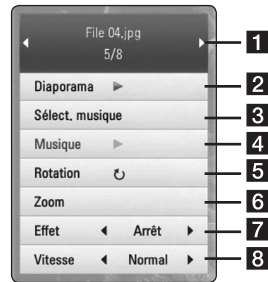 File 04.jpg
1
5/8
Diaporama 2
Sélect. musique 3
Musique 4
Rotation 5
Zoom 6
Effet Arrêt 7
Vitesse Normal 8